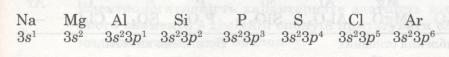 Na Mg Al Si P S Cl Ar
3s¹ 3s² 3s²3p¹ 3s²3p² 3s²3p³ 3s²3p⁴ 3s²3p⁵ 3s²3p⁶